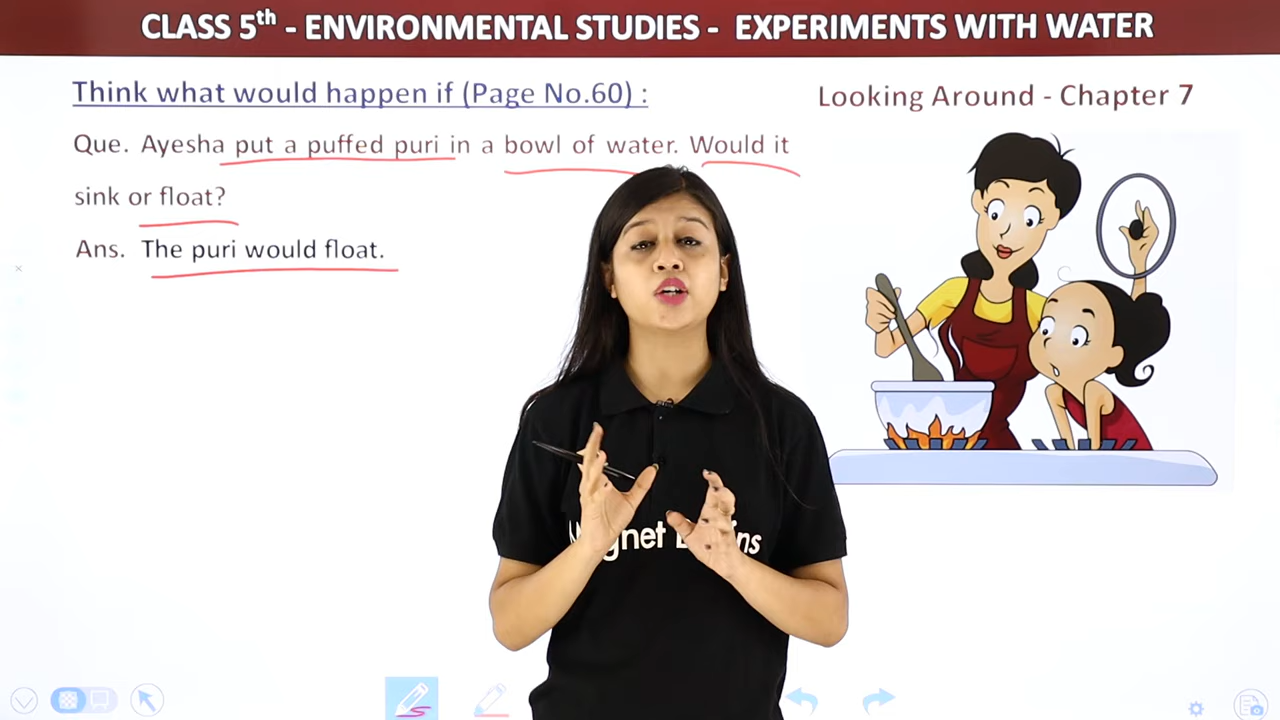 CLASS 5th - ENVIRONMENTAL STUDIES - EXPERIMENTS WITH WATER
Think what would happen if (Page No.60) :
Looking Around - Chapter 7
Que. Ayesha put a puffed puri in a bowl of water. Would it
sink or float?
Ans. The puri would float.